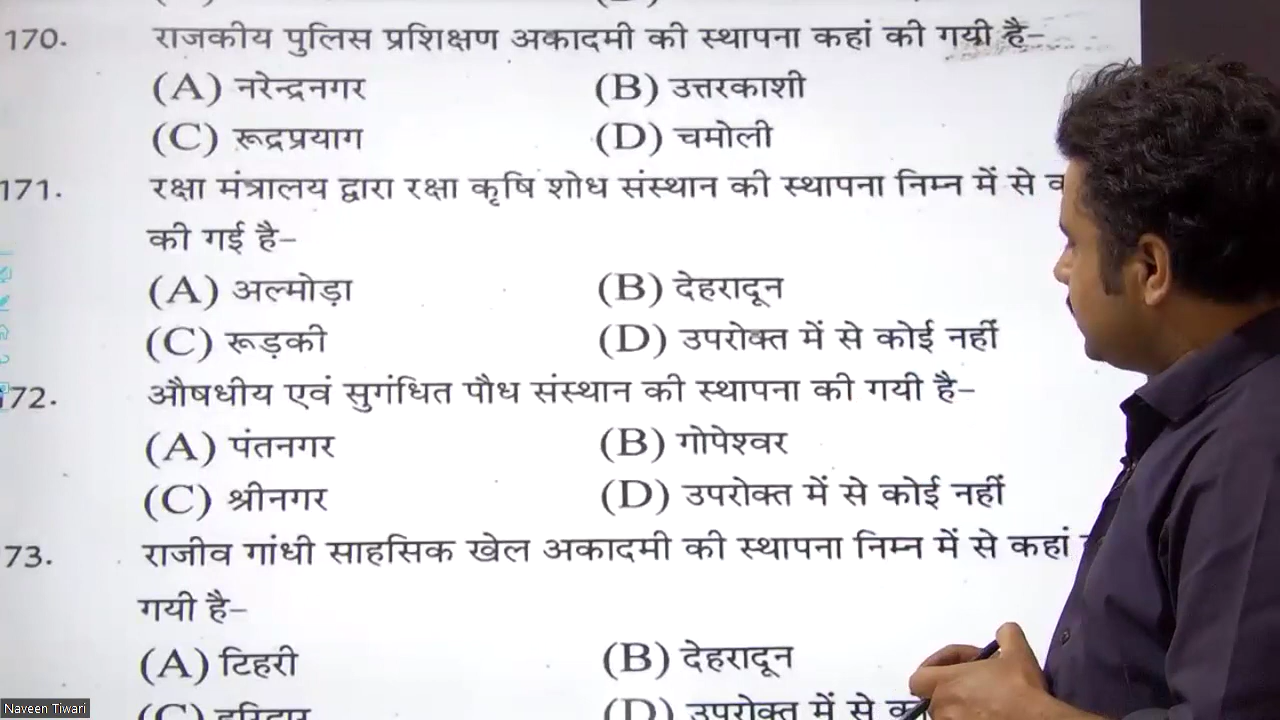 170. राजकीय पुलिस प्रशिक्षण अकादमी की स्थापना कहां की गयी है–
(A) नरेन्द्रनगर (B) उत्तरकाशी
(C) रूद्रप्रयाग (D) चमोली
171. रक्षा मंत्रालय द्वारा रक्षा कृषि शोध संस्थान की स्थापना निम्न में से
की गई है–
(A) अल्मोड़ा (B) देहरादून
(C) रूड़की (D) उपरोक्त में से कोई नहीं
172. औषधीय एवं सुगंधित पौध संस्थान की स्थापना की गयी है–
(A) पंतनगर (B) गोपेश्वर
(C) श्रीनगर (D) उपरोक्त में से कोई नहीं
73. राजीव गांधी साहसिक खेल अकादमी की स्थापना निम्न में से कहां
गयी है–
(A) टिहरी (B) देहरादून
(C) हरिद्वार (D) उपरोक्त में से
Naveen Tiwari